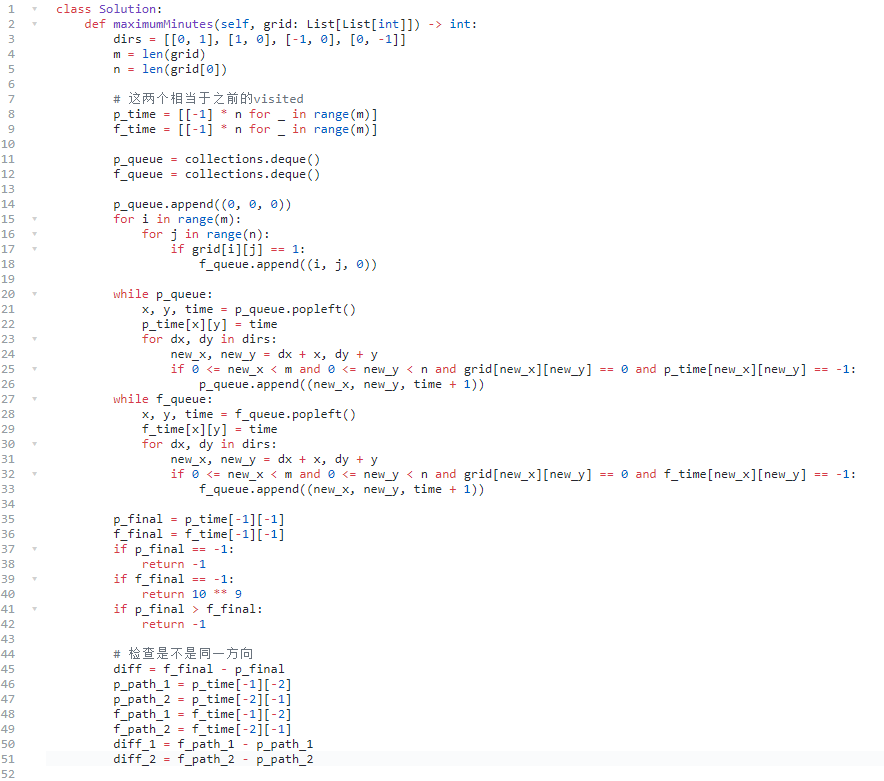 1 class Solution:
2     def maximumMinutes(self, grid: List[List[int]]) -> int:
3         dirs = [[0, 1], [1, 0], [-1, 0], [0, -1]]
4         m = len(grid)
5         n = len(grid[0])
6
7         # 这两个相当于之前的visited
8         p_time = [[-1] * n for _ in range(m)]
9         f_time = [[-1] * n for _ in range(m)]
10
11         p_queue = collections.deque()
12         f_queue = collections.deque()
13
14         p_queue.append((0, 0, 0))
15         for i in range(m):
16             for j in range(n):
17                 if grid[i][j] == 1:
18                     f_queue.append((i, j, 0))
19
20         while p_queue:
21             x, y, time = p_queue.popleft()
22             p_time[x][y] = time
23             for dx, dy in dirs:
24                 new_x, new_y = dx + x, dy + y
25                 if 0 <= new_x < m and 0 <= new_y < n and grid[new_x][new_y] == 0 and p_time[new_x][new_y] == -1:
26                     p_queue.append((new_x, new_y, time + 1))
27         while f_queue:
28             x, y, time = f_queue.popleft()
29             f_time[x][y] = time
30             for dx, dy in dirs:
31                 new_x, new_y = dx + x, dy + y
32                 if 0 <= new_x < m and 0 <= new_y < n and grid[new_x][new_y] == 0 and f_time[new_x][new_y] == -1:
33                     f_queue.append((new_x, new_y, time + 1))
34
35         p_final = p_time[-1][-1]
36         f_final = f_time[-1][-1]
37         if p_final == -1:
38             return -1
39         if f_final == -1:
40             return 10 ** 9
41         if p_final > f_final:
42             return -1
43
44         # 检查是不是同一方向
45         diff = f_final - p_final
46         p_path_1 = p_time[-1][-2]
47         p_path_2 = p_time[-2][-1]
48         f_path_1 = f_time[-1][-2]
49         f_path_2 = f_time[-2][-1]
50         diff_1 = f_path_1 - p_path_1
51         diff_2 = f_path_2 - p_path_2
52